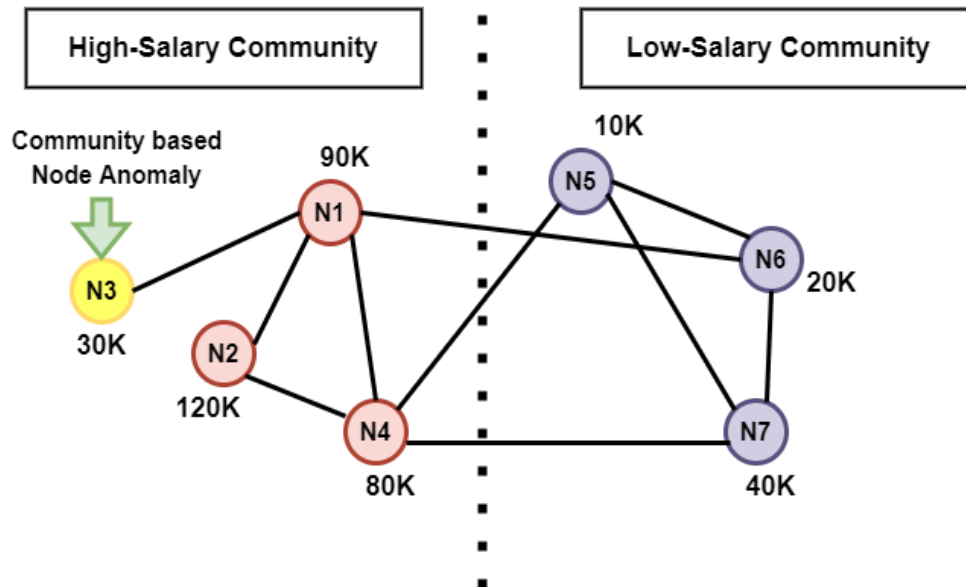 High-Salary Community
Low-Salary Community
Community based
Node Anomaly
10K
90K
N5
N1
N6
N3
20K
30K
N2
120K
N4
N7
80K
40K